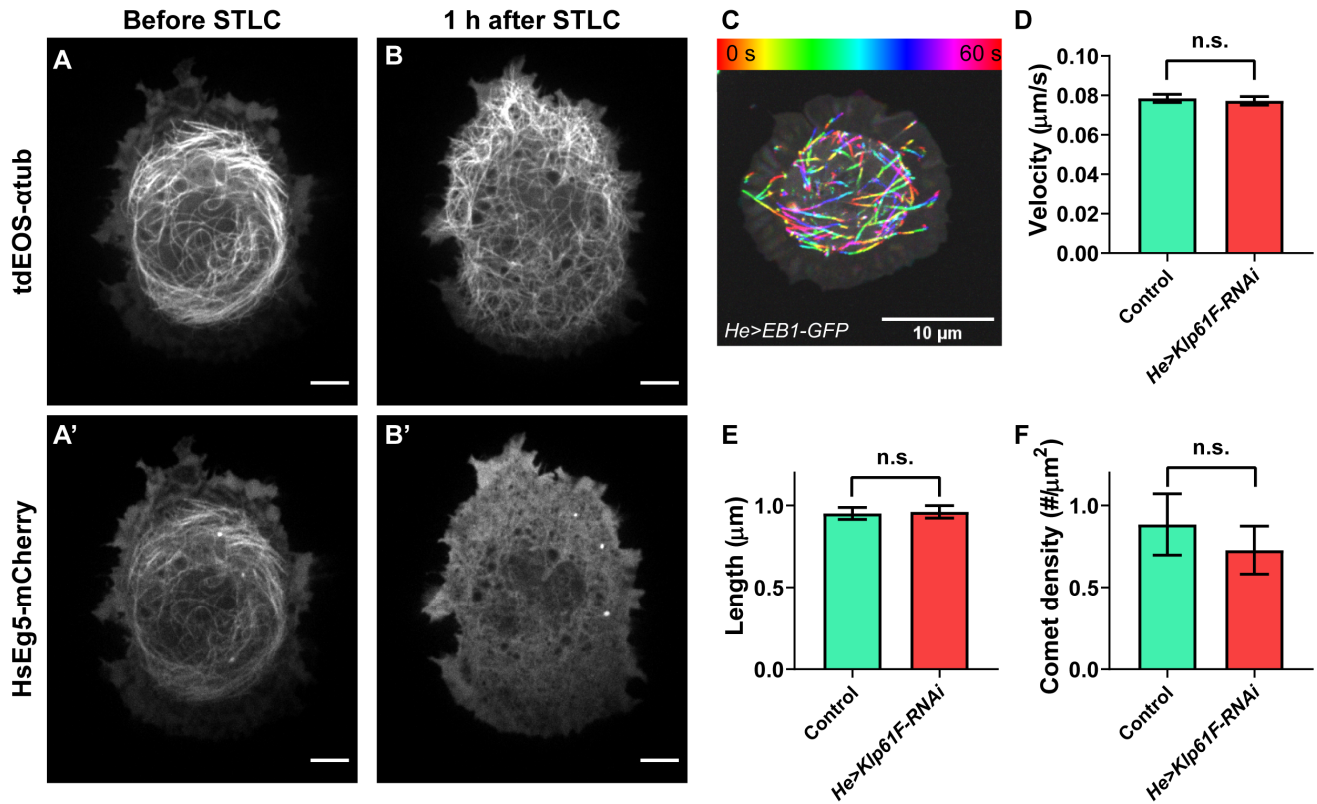 Before STLC
1 h after STLC
tdEOS-αtub
HsEg5-mCherry
A
B
A’
B’
C
0 s
60 s
He>EB1-GFP
10 μm
D
n.s.
Velocity (μm/s)
0.10
0.08
0.06
0.04
0.02
0.00
Control
He>Klp61F-RNAi
E
n.s.
Length (μm)
1.0
0.5
0.0
Control
He>Klp61F-RNAi
F
n.s.
Comet density (#/μm²)
1.0
0.5
0.0
Control
He>Klp61F-RNAi